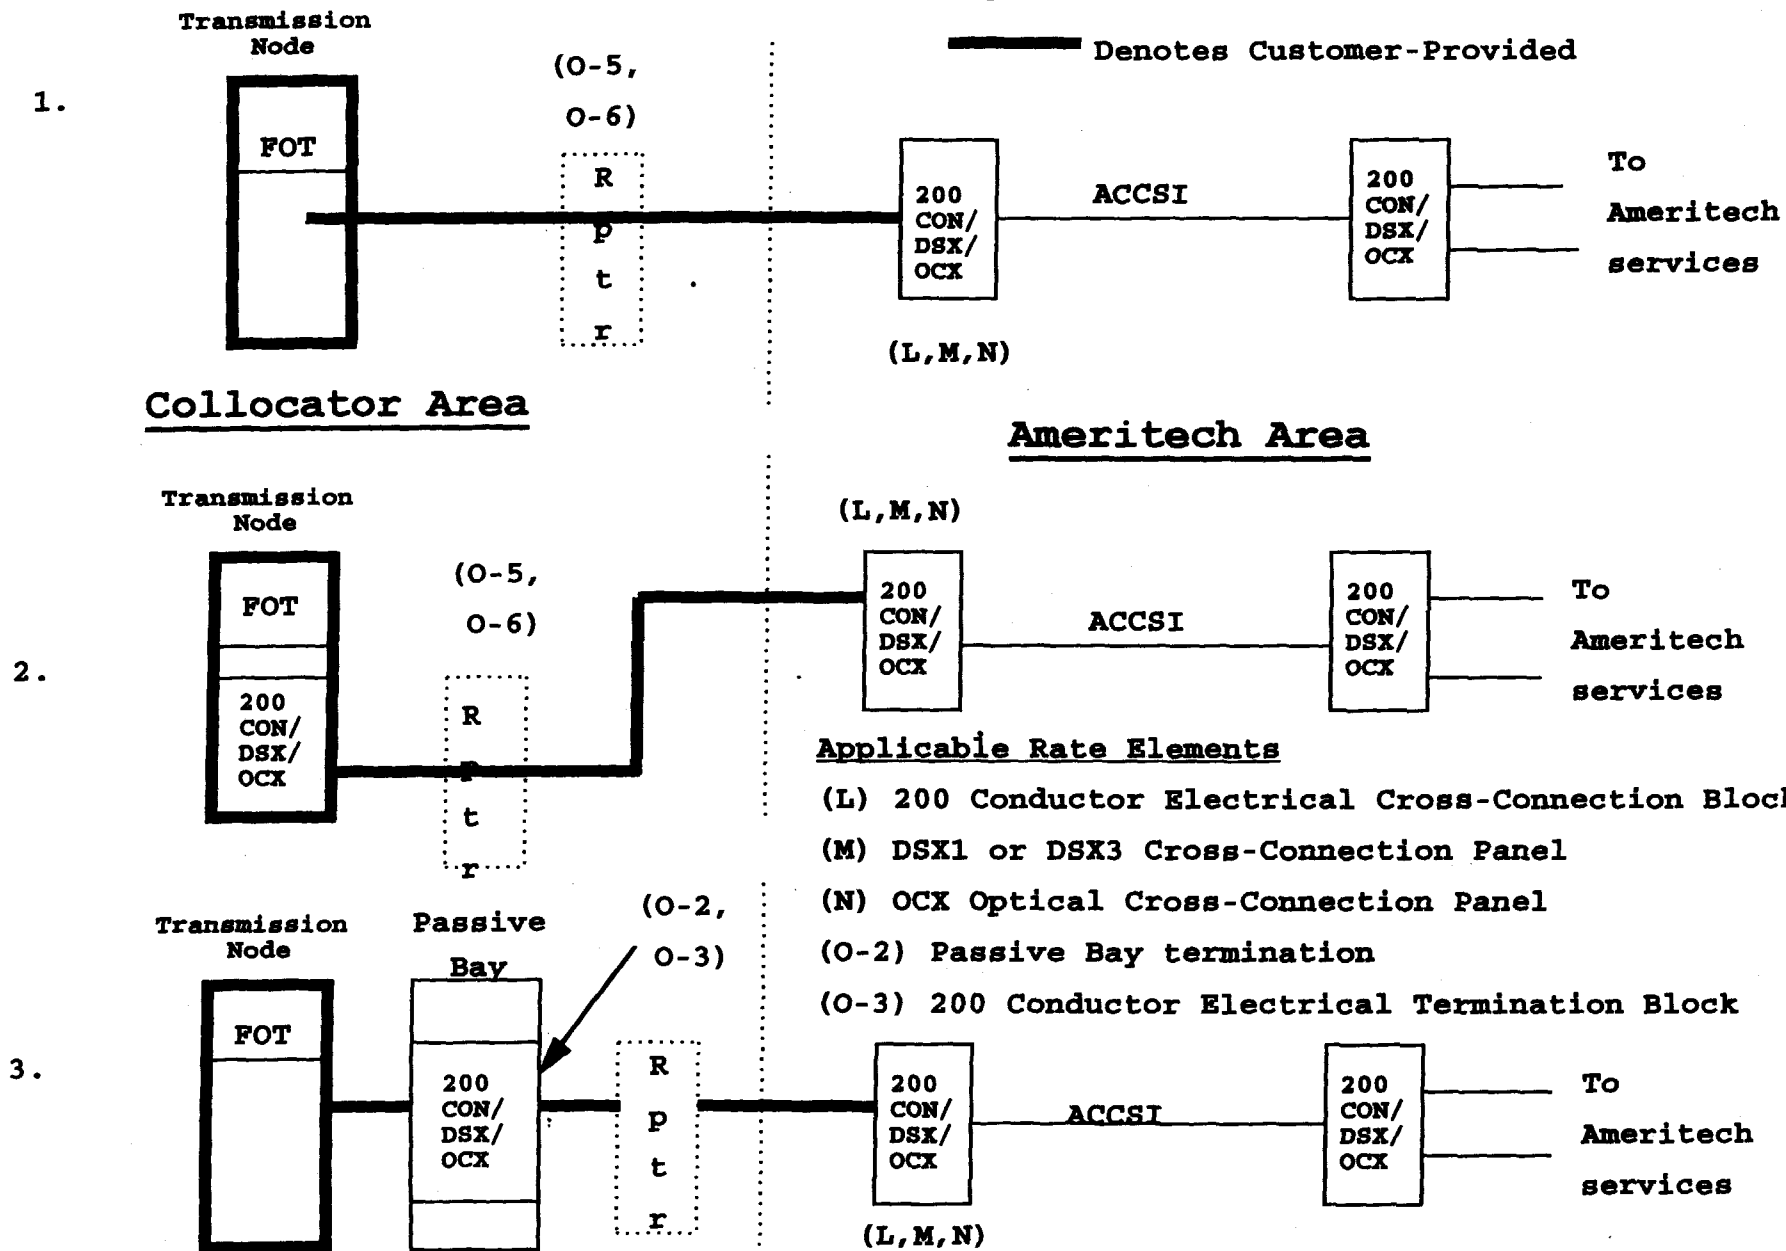 Transmission
Node
Denotes Customer-Provided
(O-5,
O-6)
1.
FOT
R
p
t
r
200
CON/
DSX/
OCX
ACCSI
200
CON/
DSX/
OCX
To
Ameritech
services
(L,M,N)
Collocator Area
Ameritech Area
Transmission
Node
(L,M,N)
(O-5,
O-6)
2.
FOT
200
CON/
DSX/
OCX
R
p
t
r
200
CON/
DSX/
OCX
ACCSI
200
CON/
DSX/
OCX
To
Ameritech
services
Applicable Rate Elements
(L) 200 Conductor Electrical Cross-Connection Block
(M) DSX1 or DSX3 Cross-Connection Panel
(N) OCX Optical Cross-Connection Panel
(O-2) Passive Bay termination
(O-3) 200 Conductor Electrical Termination Block
Transmission
Node
Passive
Bay
(O-2,
O-3)
3.
FOT
200
CON/
DSX/
OCX
R
p
t
r
200
CON/
DSX/
OCX
ACCSI
200
CON/
DSX/
OCX
To
Ameritech
services
(L,M,N)